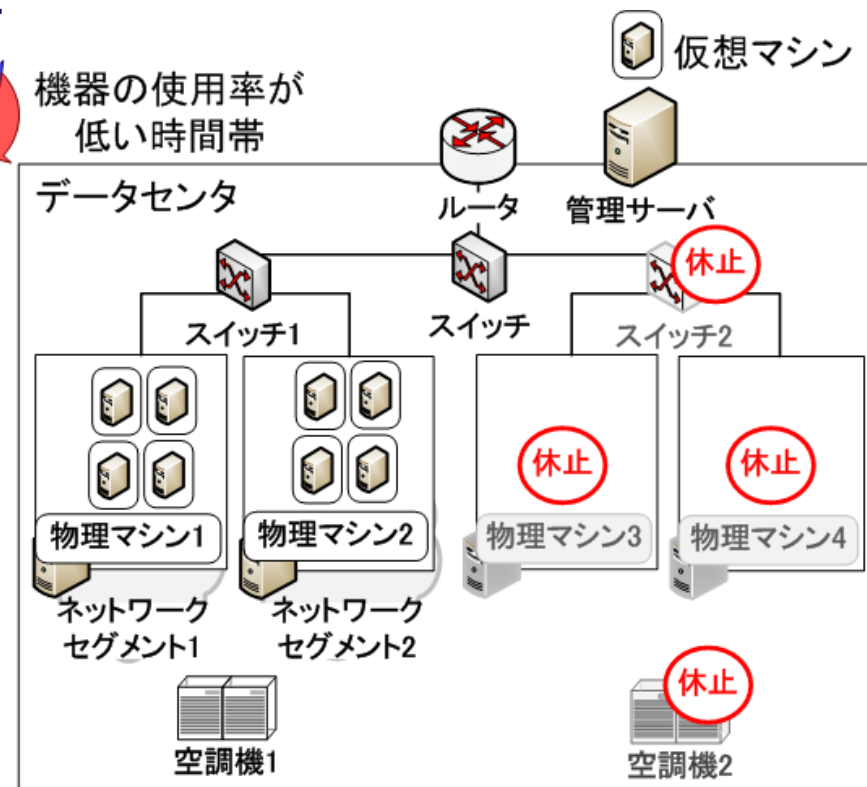 仮想マシン
機器の使用率が
低い時間帯
データセンタ
ルータ
管理サーバ
休止
スイッチ1
スイッチ
スイッチ2
休止
休止
物理マシン1
物理マシン2
物理マシン3
物理マシン4
ネットワーク
セグメント1
ネットワーク
セグメント2
休止
空調機1
空調機2